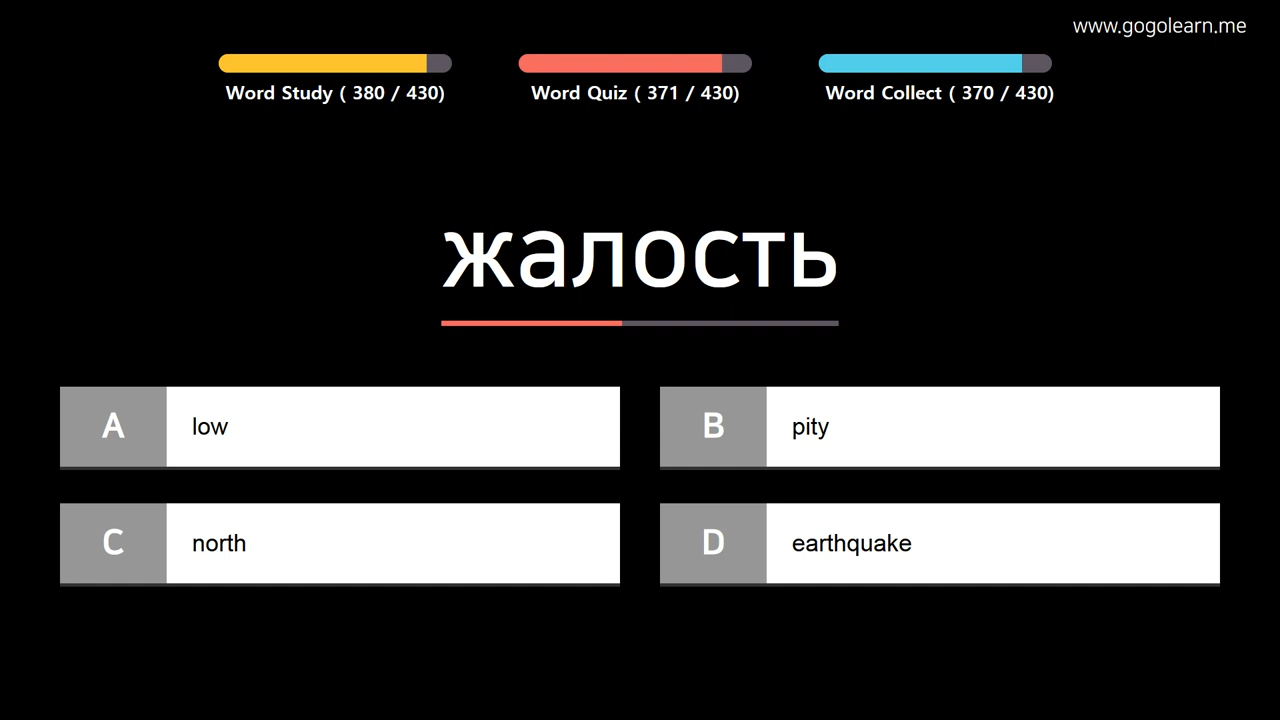 www.gogolearn.me
Word Study ( 380 / 430)
Word Quiz ( 371 / 430)
Word Collect ( 370 / 430)
жалость
A low
B pity
C north
D earthquake